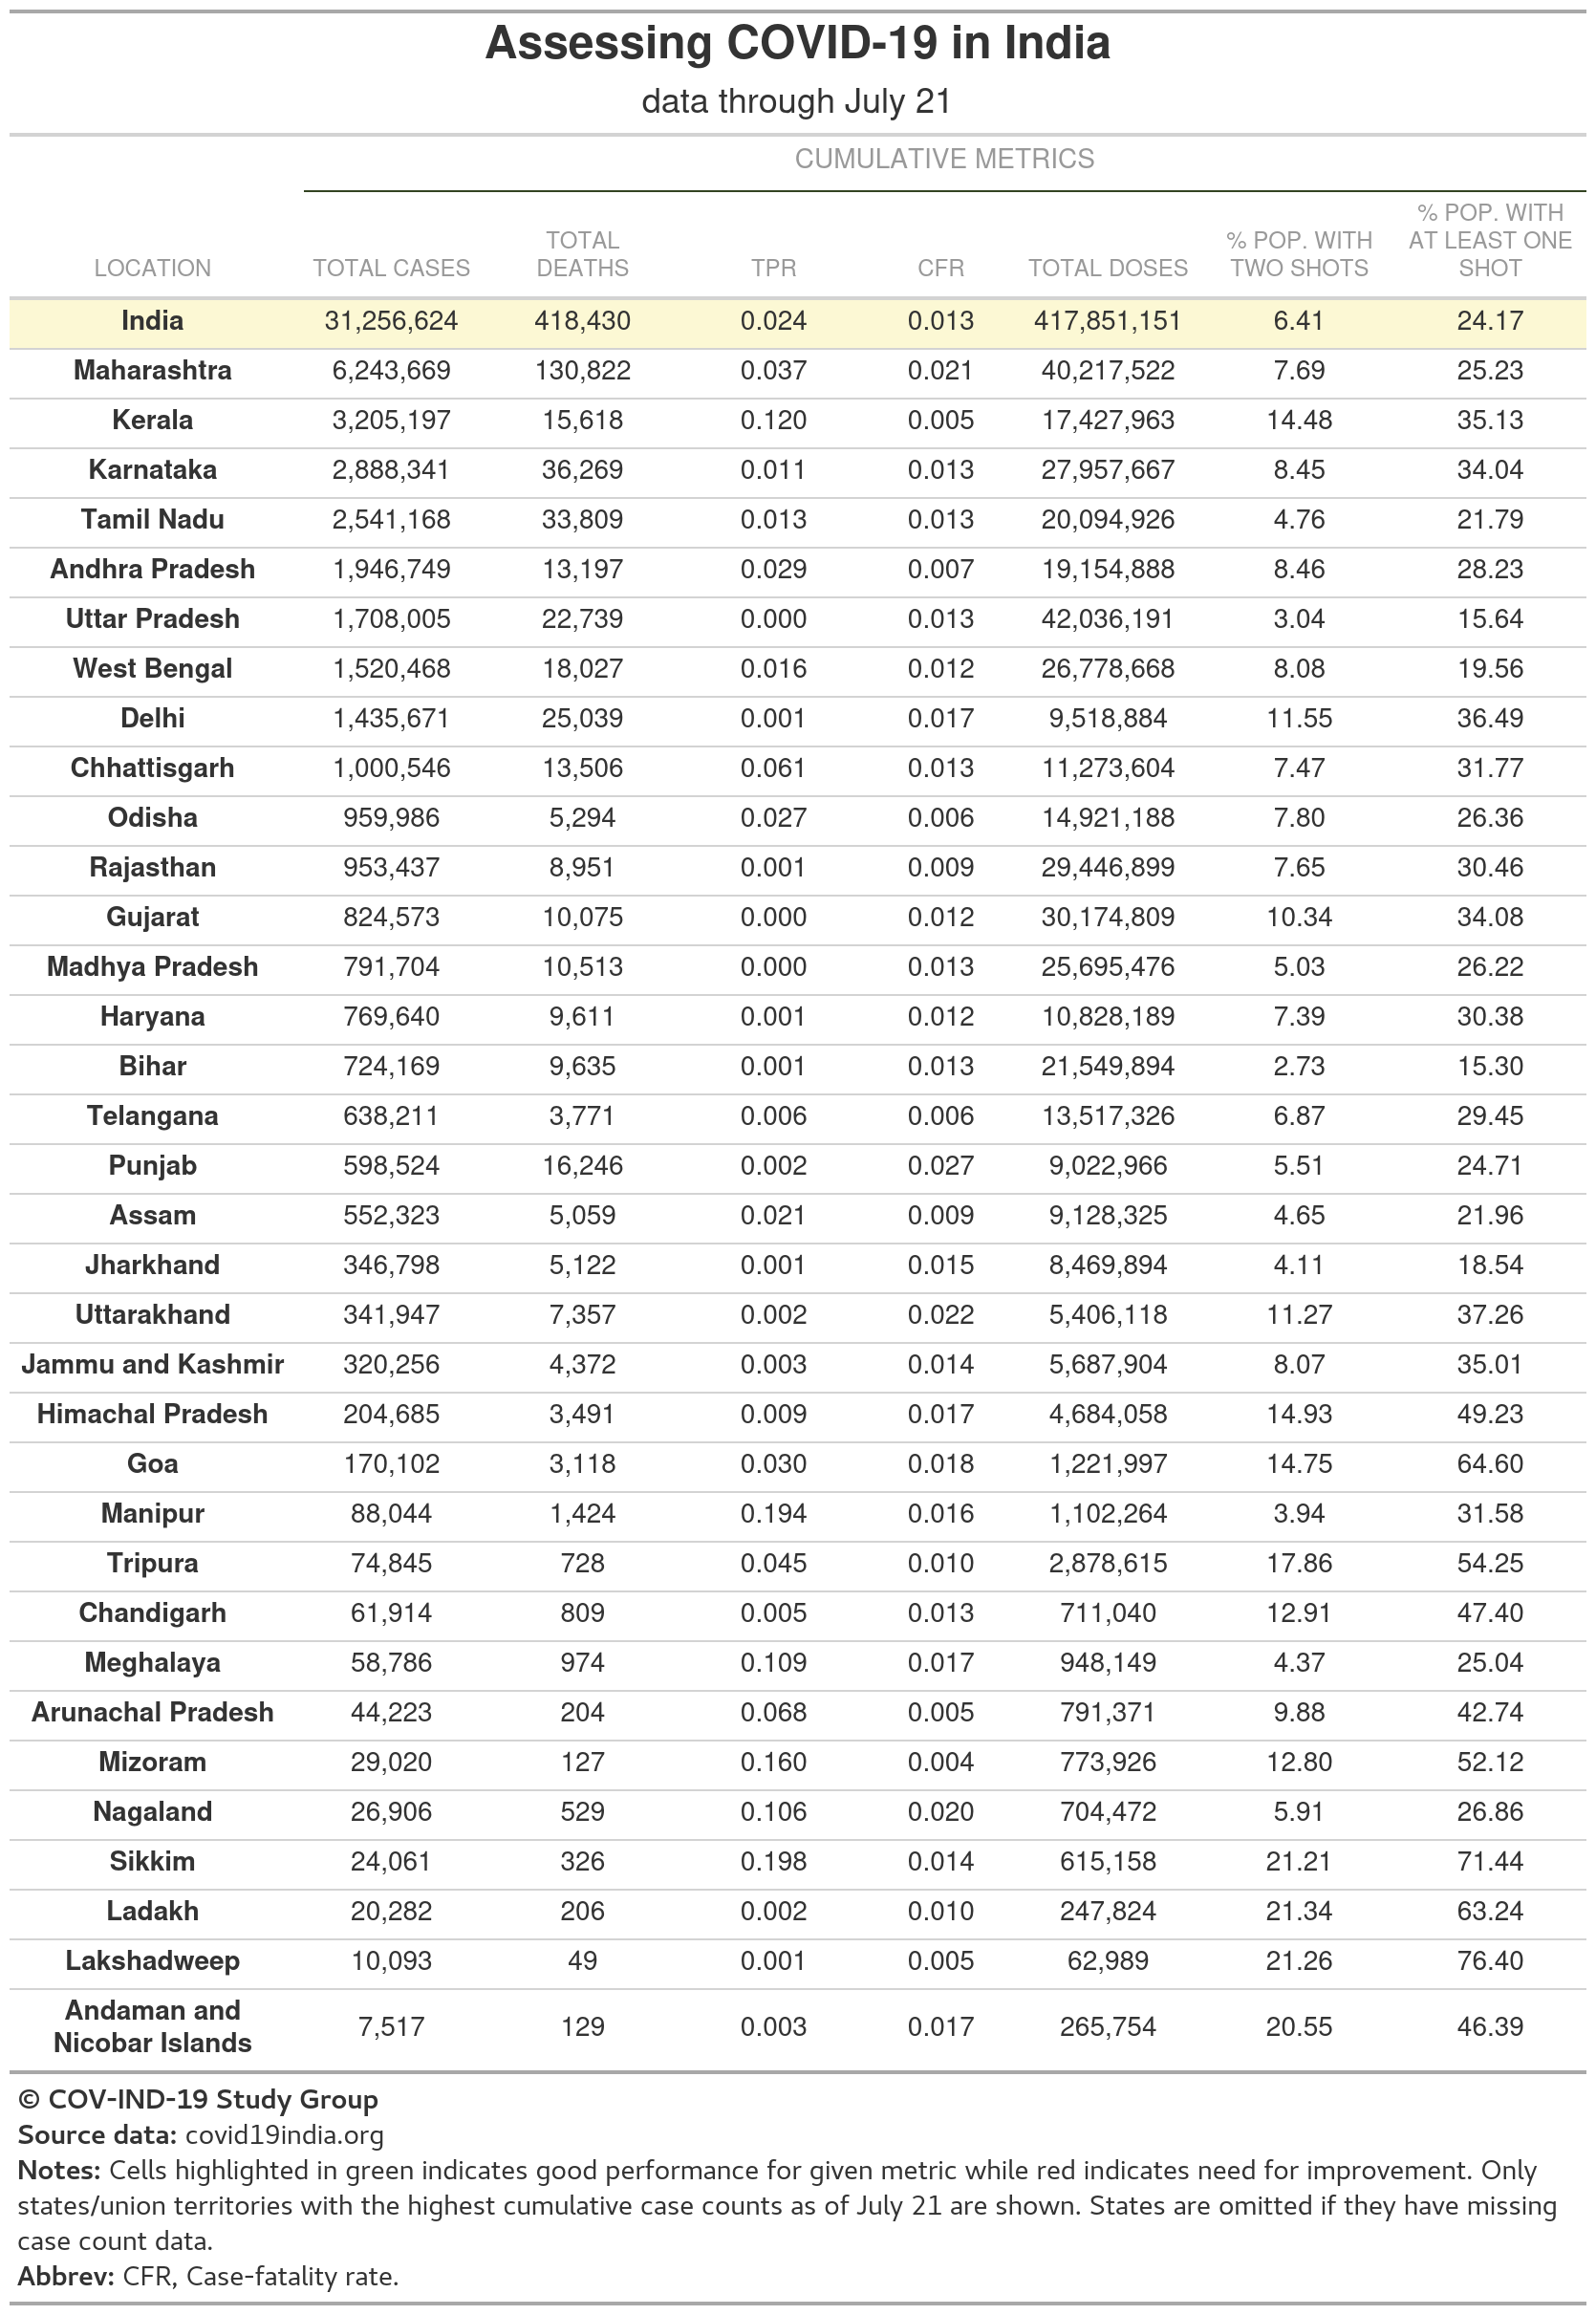 Assessing COVID-19 in India
data through July 21
CUMULATIVE METRICS
LOCATION TOTAL CASES TOTAL DEATHS TPR CFR TOTAL DOSES % POP. WITH TWO SHOTS % POP. WITH AT LEAST ONE SHOT
India 31,256,624 418,430 0.024 0.013 417,851,151 6.41 24.17
Maharashtra 6,243,669 130,822 0.037 0.021 40,217,522 7.69 25.23
Kerala 3,205,197 15,618 0.120 0.005 17,427,963 14.48 35.13
Karnataka 2,888,341 36,269 0.011 0.013 27,957,667 8.45 34.04
Tamil Nadu 2,541,168 33,809 0.013 0.013 20,094,926 4.76 21.79
Andhra Pradesh 1,946,749 13,197 0.029 0.007 19,154,888 8.46 28.23
Uttar Pradesh 1,708,005 22,739 0.000 0.013 42,036,191 3.04 15.64
West Bengal 1,520,468 18,027 0.016 0.012 26,778,668 8.08 19.56
Delhi 1,435,671 25,039 0.001 0.017 9,518,884 11.55 36.49
Chhattisgarh 1,000,546 13,506 0.061 0.013 11,273,604 7.47 31.77
Odisha 959,986 5,294 0.027 0.006 14,921,188 7.80 26.36
Rajasthan 953,437 8,951 0.001 0.009 29,446,899 7.65 30.46
Gujarat 824,573 10,075 0.000 0.012 30,174,809 10.34 34.08
Madhya Pradesh 791,704 10,513 0.000 0.013 25,695,476 5.03 26.22
Haryana 769,640 9,611 0.001 0.012 10,828,189 7.39 30.38
Bihar 724,169 9,635 0.001 0.013 21,549,894 2.73 15.30
Telangana 638,211 3,771 0.006 0.006 13,517,326 6.87 29.45
Punjab 598,524 16,246 0.002 0.027 9,022,966 5.51 24.71
Assam 552,323 5,059 0.021 0.009 9,128,325 4.65 21.96
Jharkhand 346,798 5,122 0.001 0.015 8,469,894 4.11 18.54
Uttarakhand 341,947 7,357 0.002 0.022 5,406,118 11.27 37.26
Jammu and Kashmir 320,256 4,372 0.003 0.014 5,687,904 8.07 35.01
Himachal Pradesh 204,685 3,491 0.009 0.017 4,684,058 14.93 49.23
Goa 170,102 3,118 0.030 0.018 1,221,997 14.75 64.60
Manipur 88,044 1,424 0.194 0.016 1,102,264 3.94 31.58
Tripura 74,845 728 0.045 0.010 2,878,615 17.86 54.25
Chandigarh 61,914 809 0.005 0.013 711,040 12.91 47.40
Meghalaya 58,786 974 0.109 0.017 948,149 4.37 25.04
Arunachal Pradesh 44,223 204 0.068 0.005 791,371 9.88 42.74
Mizoram 29,020 127 0.160 0.004 773,926 12.80 52.12
Nagaland 26,906 529 0.106 0.020 704,472 5.91 26.86
Sikkim 24,061 326 0.198 0.014 615,158 21.21 71.44
Ladakh 20,282 206 0.002 0.010 247,824 21.34 63.24
Lakshadweep 10,093 49 0.001 0.005 62,989 21.26 76.40
Andaman and Nicobar Islands 7,517 129 0.003 0.017 265,754 20.55 46.39
© COV-IND-19 Study Group
Source data: covid19india.org
Notes: Cells highlighted in green indicates good performance for given metric while red indicates need for improvement. Only
states/union territories with the highest cumulative case counts as of July 21 are shown. States are omitted if they have missing
case count data.
Abbrev: CFR, Case-fatality rate.